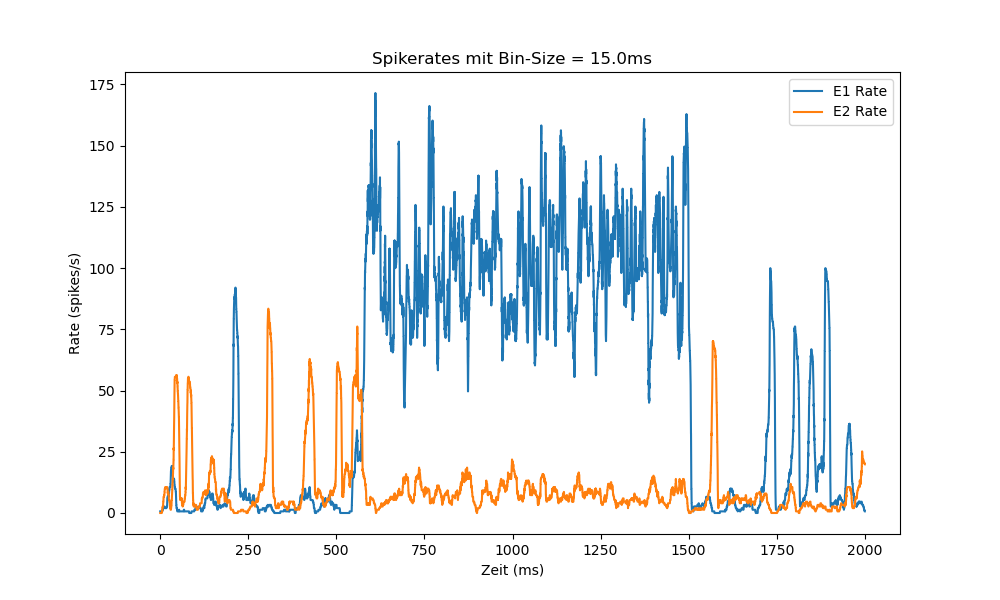 Spikerates mit Bin-Size = 15.0ms
E1 Rate
E2 Rate
Rate (spikes/s)
175
150
125
100
75
50
25
0
0 250 500 750 1000 1250 1500 1750 2000
Zeit (ms)